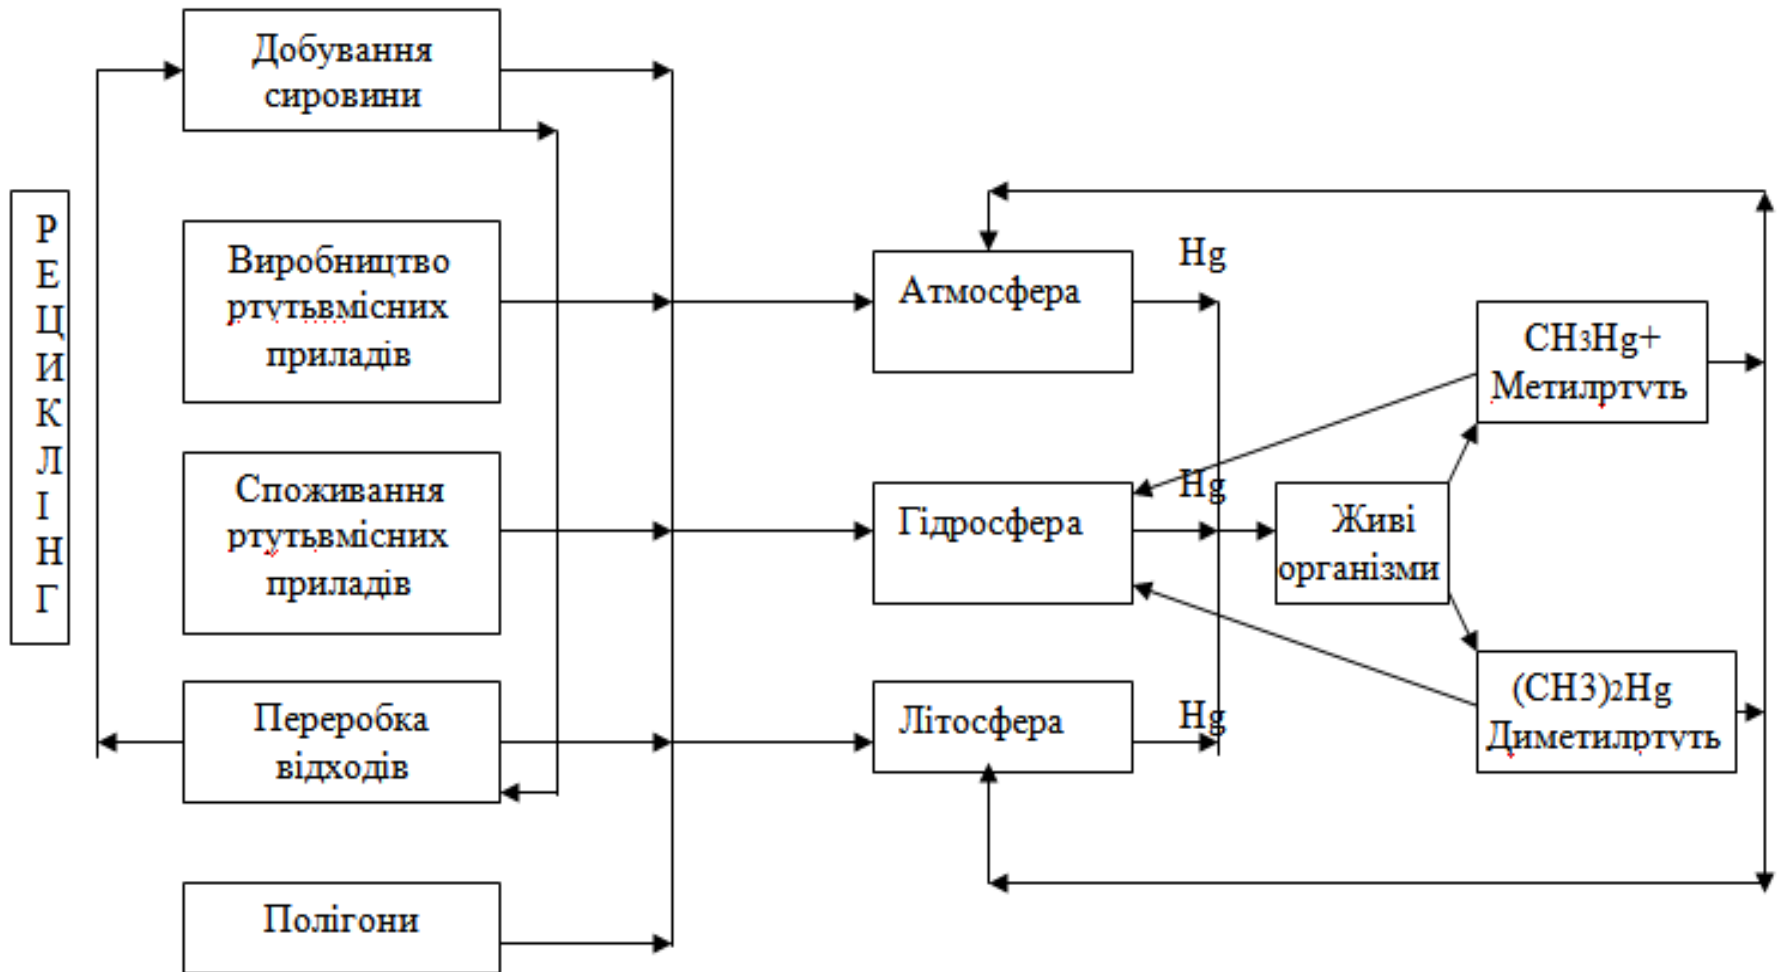 Добування
сировини
РЕЦИКЛІНГ
Виробництво
ртутьвмісних
приладів
Споживання
ртутьвмісних
приладів
Переробка
відходів
Полігони
Атмосфера
Hg
Гідросфера
Hg
Літосфера
Hg
Живі
організми
CH3Hg+
Метилртуть
(CH3)2Hg
Диметилртуть